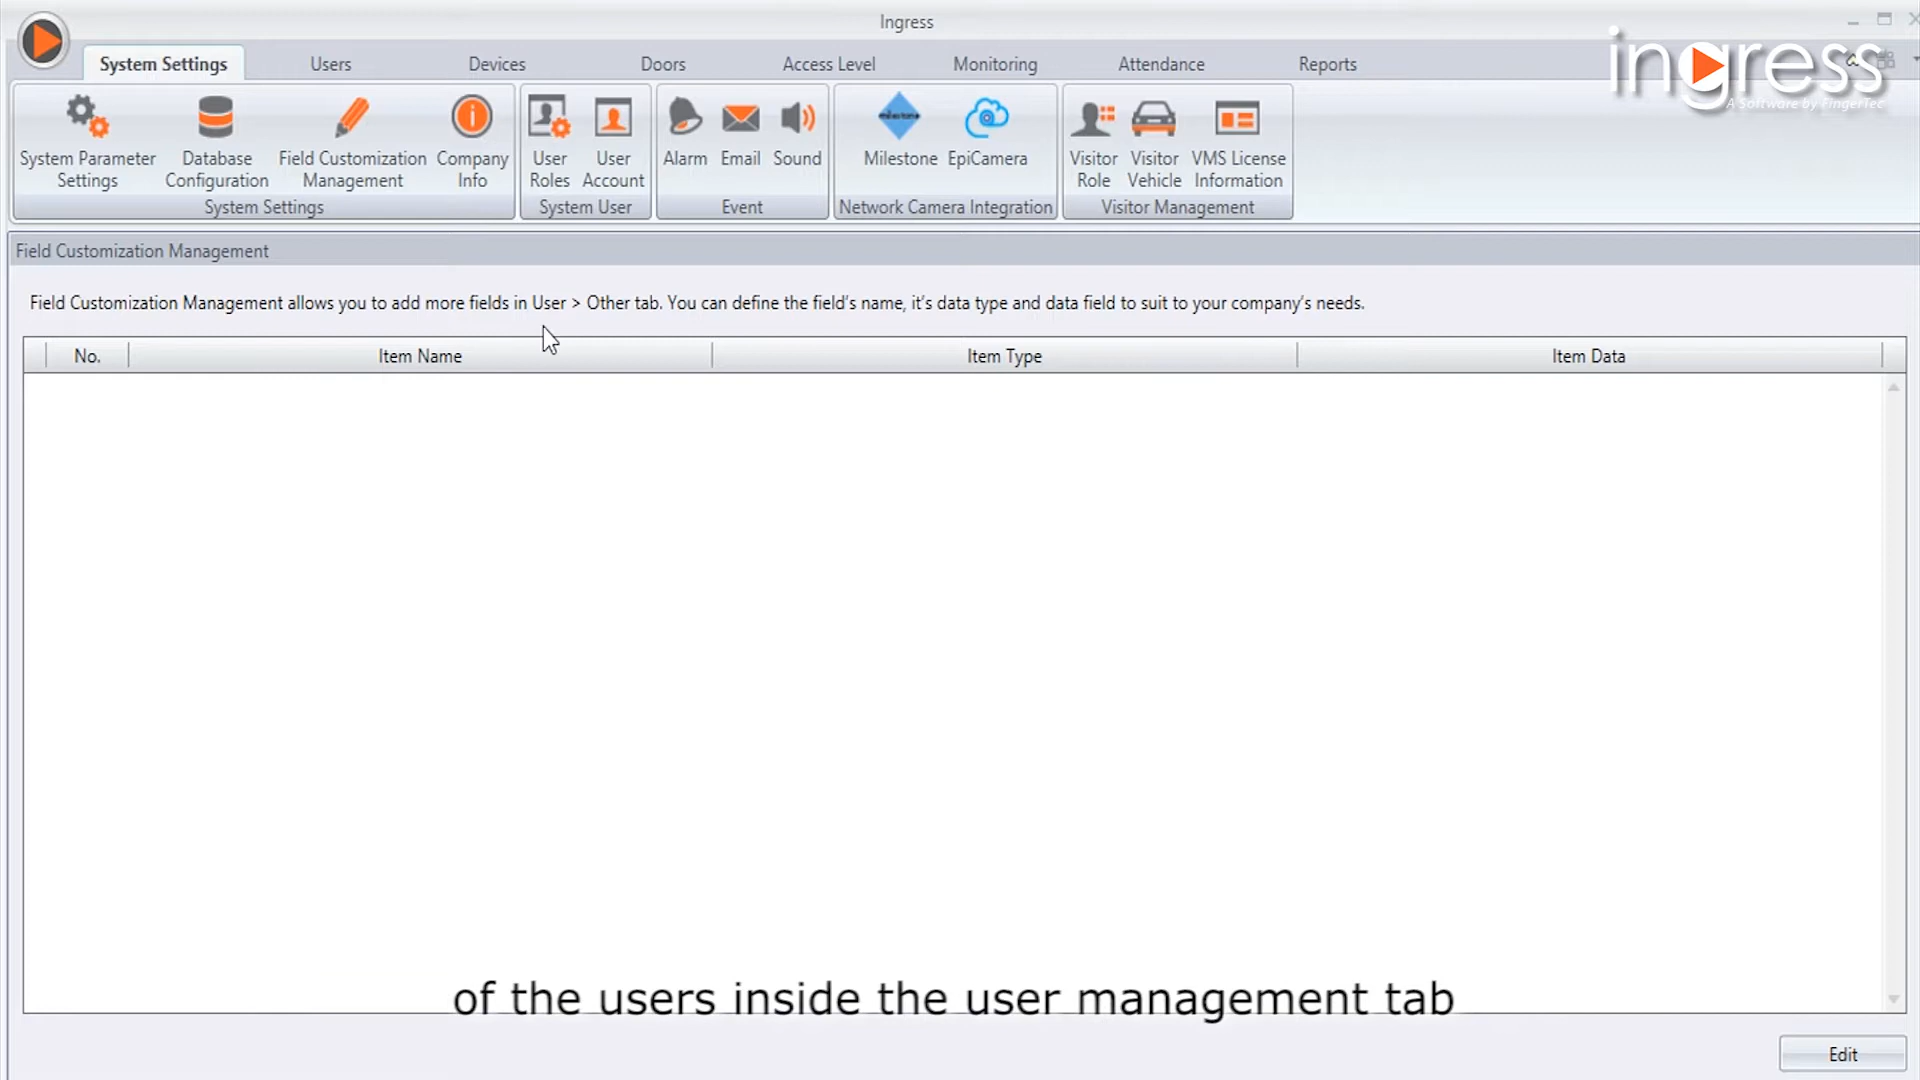 Ingress
ingress
A Software by FingerTec
System Settings
Users
Devices
Doors
Access Level
Monitoring
Attendance
Reports
System Parameter
Settings
Database
Configuration
Field Customization
Management
Company
Info
System Settings
User
Roles
User
Account
System User
Alarm
Email
Sound
Event
milestone
Milestone
EpiCamera
Network Camera Integration
Visitor
Role
Visitor
Vehicle
VMS License
Information
Visitor Management
Field Customization Management
Field Customization Management allows you to add more fields in User > Other tab. You can define the field's name, it's data type and data field to suit to your company's needs.
No.
Item Name
Item Type
Item Data
of the users inside the user management tab
Edit